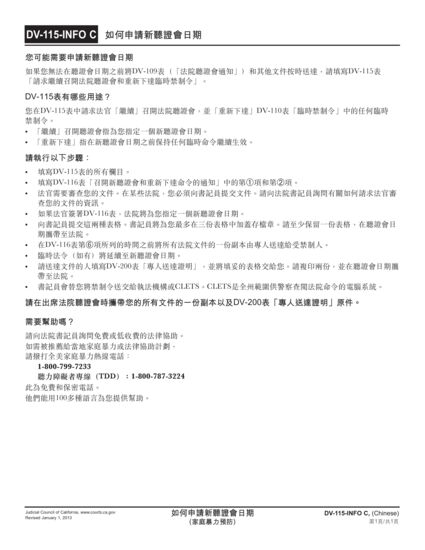 DV-115-INFO C 如何申請新聽證會日期
您可能需要申請新聽證會日期
如果您無法在聽證會日期之前將DV-109表（「法院聽證會通知」）和其他文件按時送達，請填寫DV-115表
「請求繼續召開法院聽證會和重新下達臨時禁制令」。
DV-115表有哪些用途？
您在DV-115表中請求法官「繼續」召開法院聽證會，並「重新下達」DV-110表「臨時禁制令」中的任何臨時
禁制令。
• 「繼續」召開聽證會指為您指定一個新聽證會日期。
• 「重新下達」指在新聽證會日期之前保持任何臨時命令繼續生效。
請執行以下步驟：
• 填寫DV-115表的所有欄目。
• 填寫DV-116表「召開新聽證會和重新下達命令的通知」中的第①項和第②項。
• 法官需要審查您的文件。在某些法院，您必須向書記員提交文件。請向法院書記員詢問有關如何請求法官審
查您的文件的資訊。
• 如果法官簽署DV-116表，法院將為您指定一個新聽證會日期。
• 向書記員提交這兩種表格。書記員將為您最多在三份表格中加蓋存檔章。請至少保留一份表格，在聽證會日
期攜帶至法院。
• 在DV-116表第⑥項所列的時間之前將所有法院文件的一份副本由專人送達給受禁制人。
• 臨時法令（如有）將延續至新聽證會日期。
• 請送達文件的人填寫DV-200表「專人送達證明」，並將填妥的表格交給您。請複印兩份，並在聽證會日期攜
帶至法院。
• 書記員會替您將禁制令送交給執法機構或CLETS。CLETS是全州範圍供警察查閱法院命令的電腦系統。
請在出席法院聽證會時攜帶您的所有文件的一份副本以及DV-200表「專人送達證明」原件。
需要幫助嗎？
請向法院書記員詢問免費或低收費的法律協助。
如需被推薦給當地家庭暴力或法律協助計劃，
請撥打全美家庭暴力熱線電話：
1-800-799-7233
聽力障礙者專線（TDD）：1-800-787-3224
此為免費和保密電話。
他們能用100多種語言為您提供幫助。
Judicial Council of California, www.courts.ca.gov
Revised January 1, 2013
如何申請新聽證會日期
(家庭暴力預防)
DV-115-INFO C, (Chinese)
第1頁/共1頁